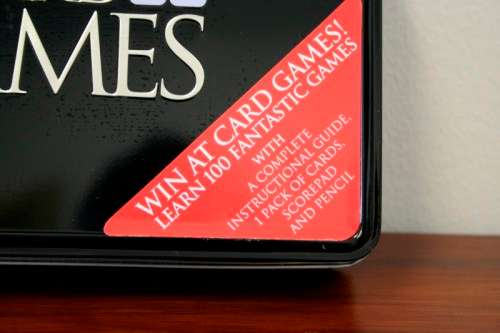 GAMES
WIN AT CARD GAMES!
LEARN 100 FANTASTIC GAMES
WITH
A COMPLETE
INSTRUCTIONAL GUIDE,
1 PACK OF CARDS,
SCOREPAD
AND PENCIL